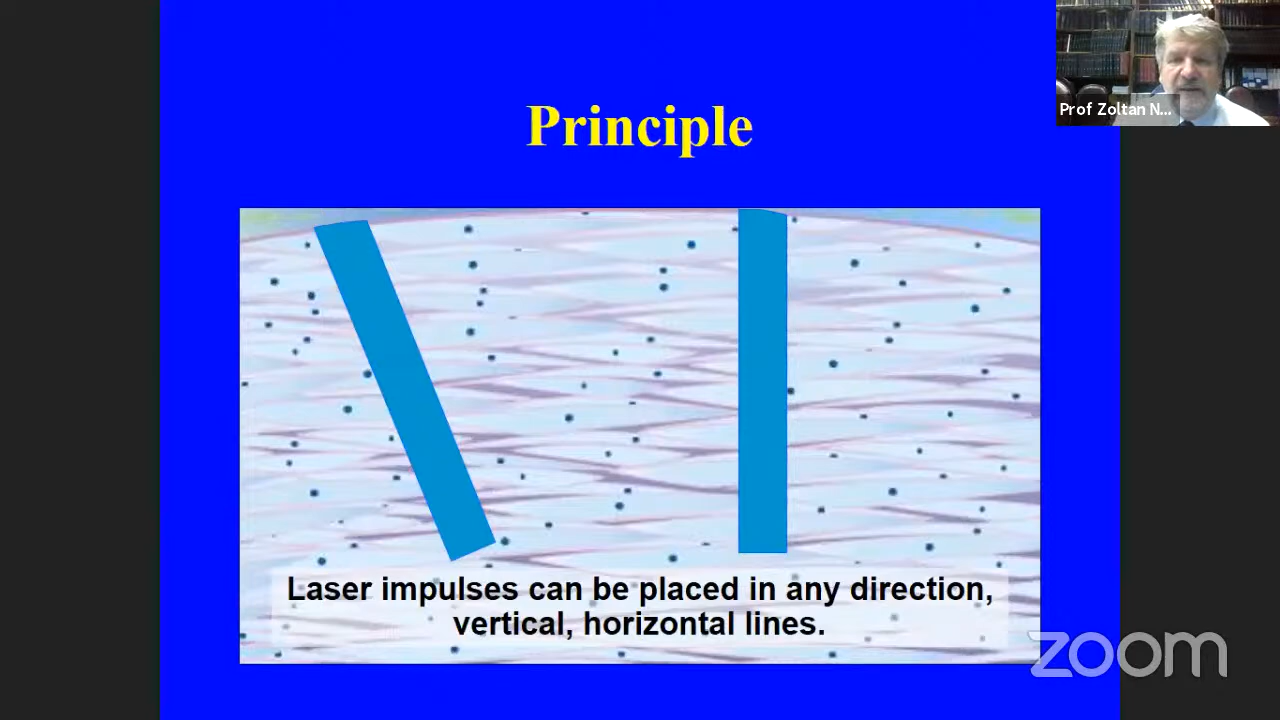 Principle
Prof Zoltan N...
Laser impulses can be placed in any direction,
vertical, horizontal lines.
zoom